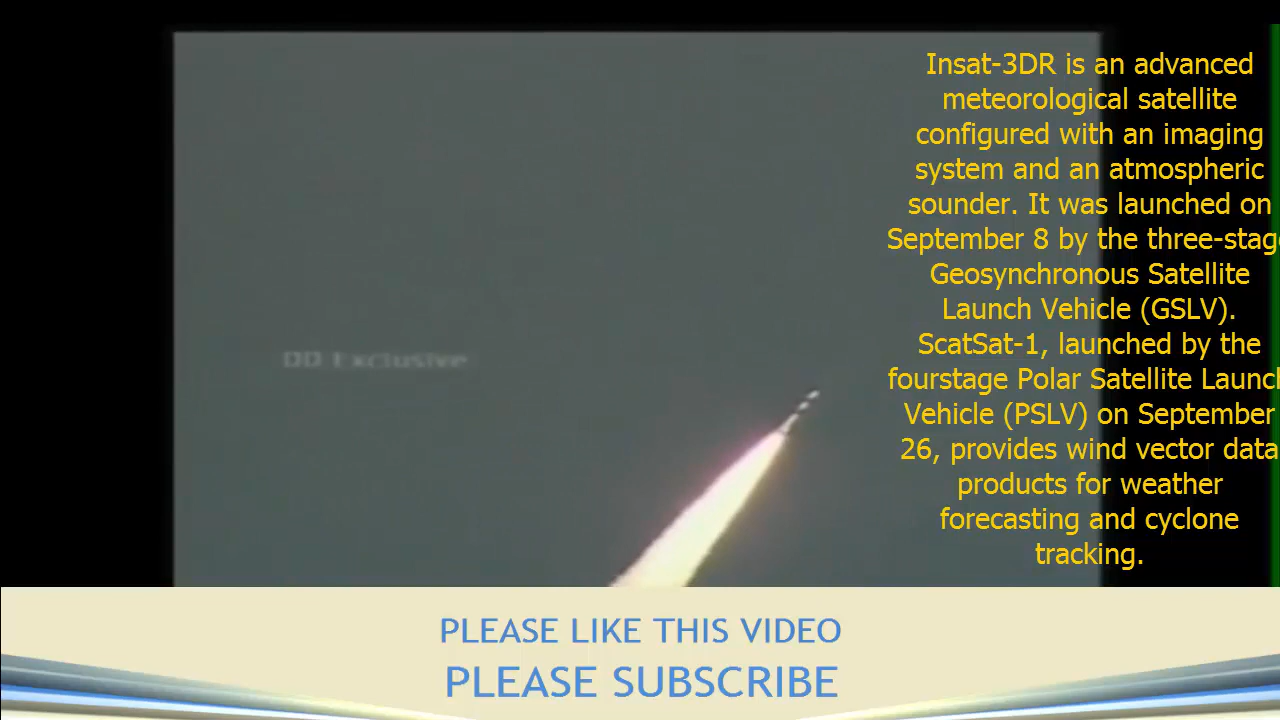 Insat-3DR is an advanced
meteorological satellite
configured with an imaging
system and an atmospheric
sounder. It was launched on
September 8 by the three-stage
Geosynchronous Satellite
Launch Vehicle (GSLV).
ScatSat-1, launched by the
fourstage Polar Satellite Launch
Vehicle (PSLV) on September
26, provides wind vector data
products for weather
forecasting and cyclone
tracking.
DD Exclusive
PLEASE LIKE THIS VIDEO
PLEASE SUBSCRIBE